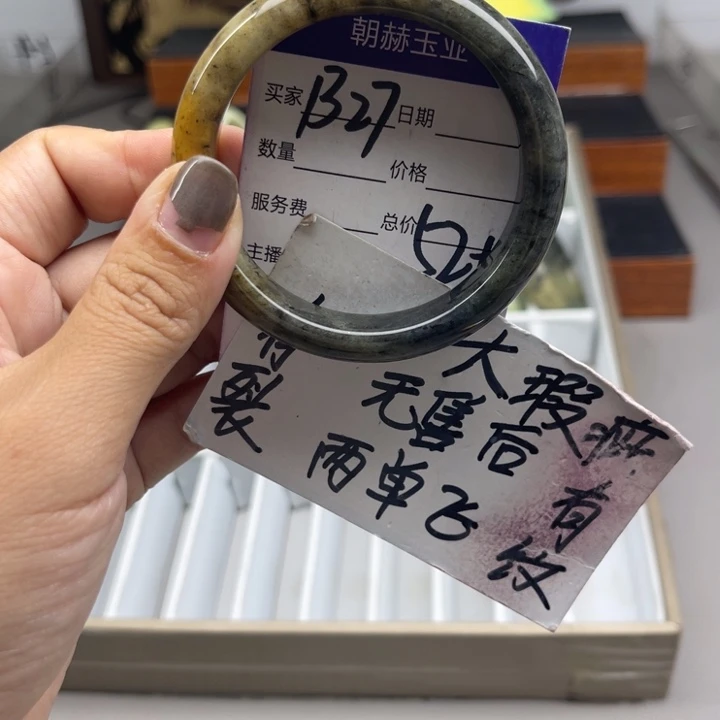 朝赫玉业
买家 B27 日期
数量 价格
服务费 总价
主播
大瑕疵有纹
有裂
无售后
两单飞